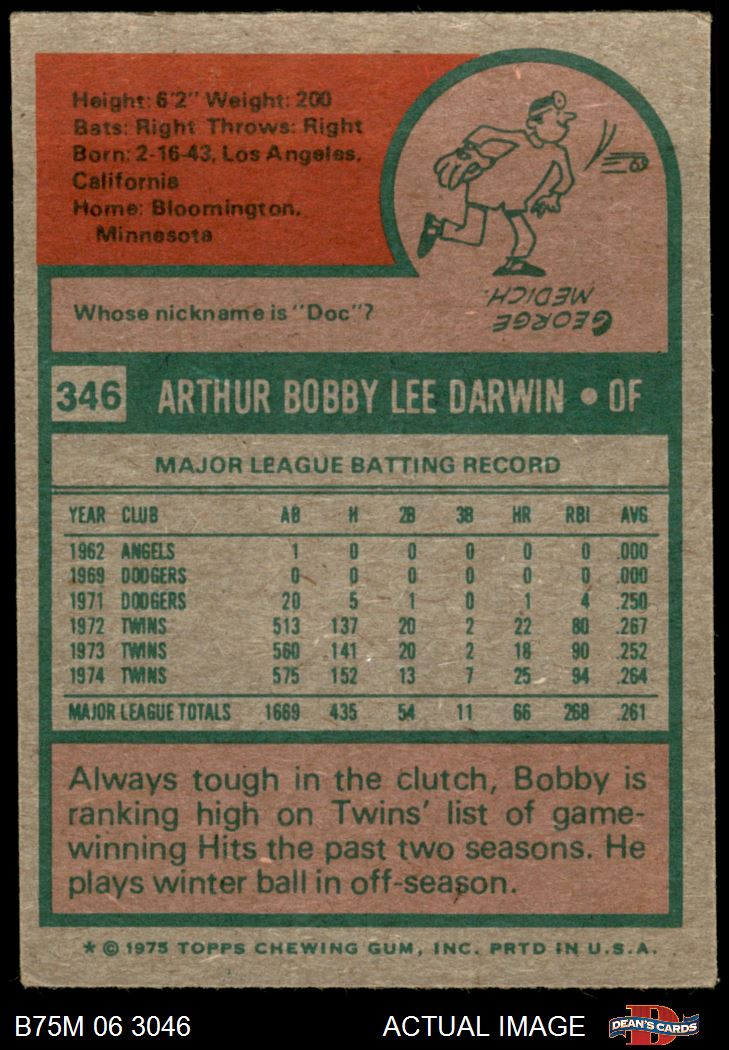 Height: 6'2" Weight: 200
Bats: Right Throws: Right
Born: 2-16-43, Los Angeles,
California
Home: Bloomington,
Minnesota
Whose nickname is "Doc"?
GEORGE
MEDICH.
346 ARTHUR BOBBY LEE DARWIN • OF
MAJOR LEAGUE BATTING RECORD
YEAR CLUB AB H 2B 3B HR RBI AVG
1962 ANGELS 1 0 0 0 0 0 .000
1969 DODGERS 0 0 0 0 0 0 .000
1971 DODGERS 20 5 1 0 1 4 .250
1972 TWINS 513 137 20 2 22 80 .267
1973 TWINS 560 141 20 2 18 90 .252
1974 TWINS 575 152 13 7 25 94 .264
MAJOR LEAGUE TOTALS 1669 435 54 11 66 268 .261
Always tough in the clutch, Bobby is
ranking high on Twins' list of game-
winning Hits the past two seasons. He
plays winter ball in off-season.
* © 1975 TOPPS CHEWING GUM, INC. PRTD IN U.S.A.
B75M 06 3046 ACTUAL IMAGE DEAN'S CARDS